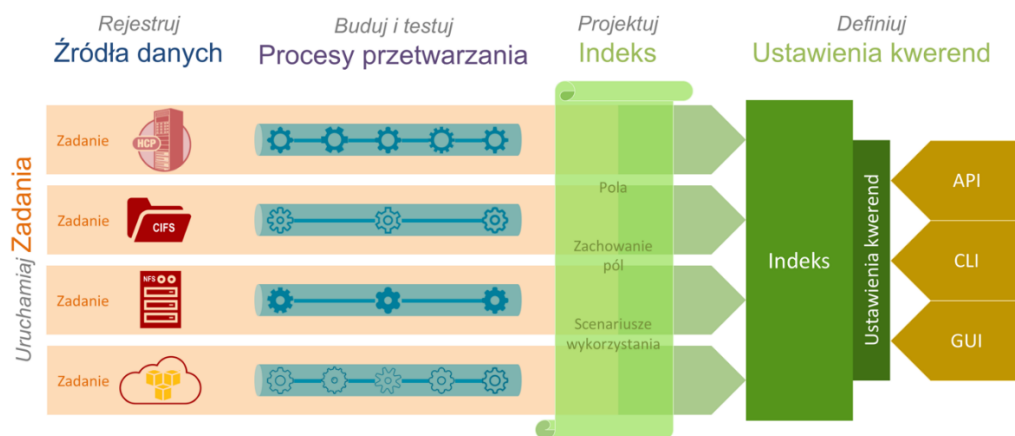 Rejestruj
Źródła danych
Buduj i testuj
Procesy przetwarzania
Projektuj
Indeks
Definiuj
Ustawienia kwerend
Uruchamiaj Zadania
Zadanie
HCP
Zadanie
CIFS
Zadanie
NFS
Zadanie
Pola
Zachowanie
pól
Scenariusze
wykorzystania
Indeks
Ustawienia kwerend
API
CLI
GUI